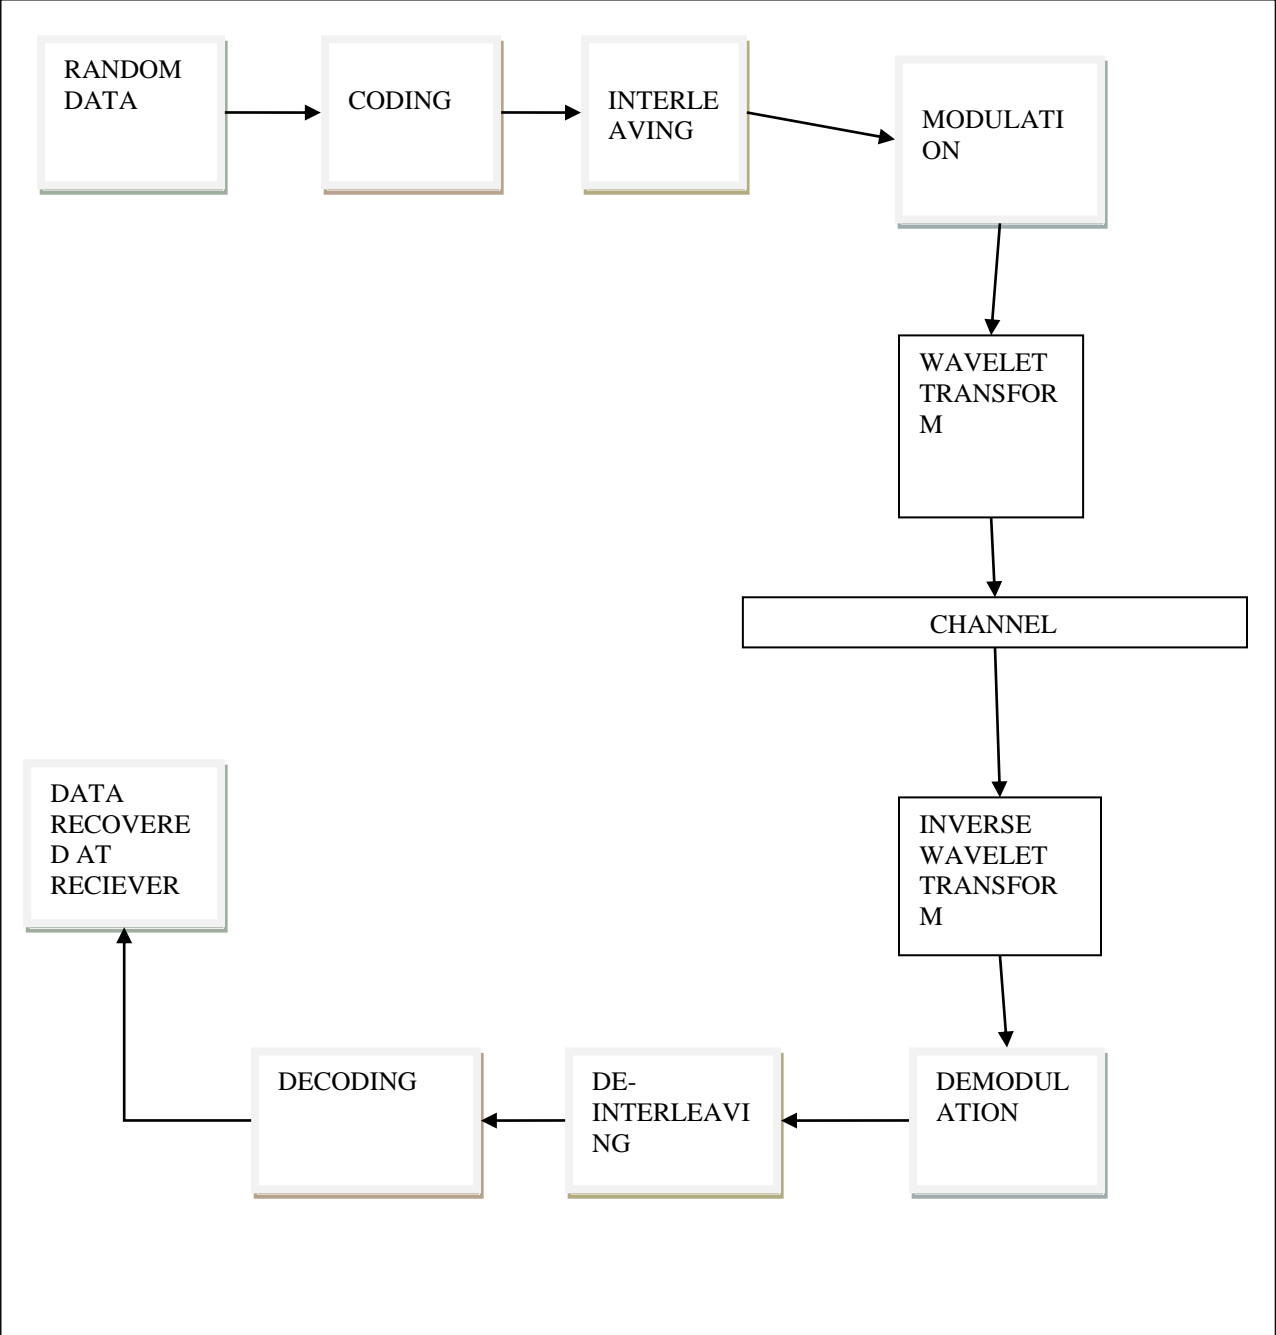 RANDOM
DATA
CODING
INTERLE
AVING
MODULATI
ON
WAVELET
TRANSFOR
M
CHANNEL
INVERSE
WAVELET
TRANSFOR
M
DEMODUL
ATION
DE-
INTERLEAVI
NG
DECODING
DATA
RECOVERE
D AT
RECIEVER